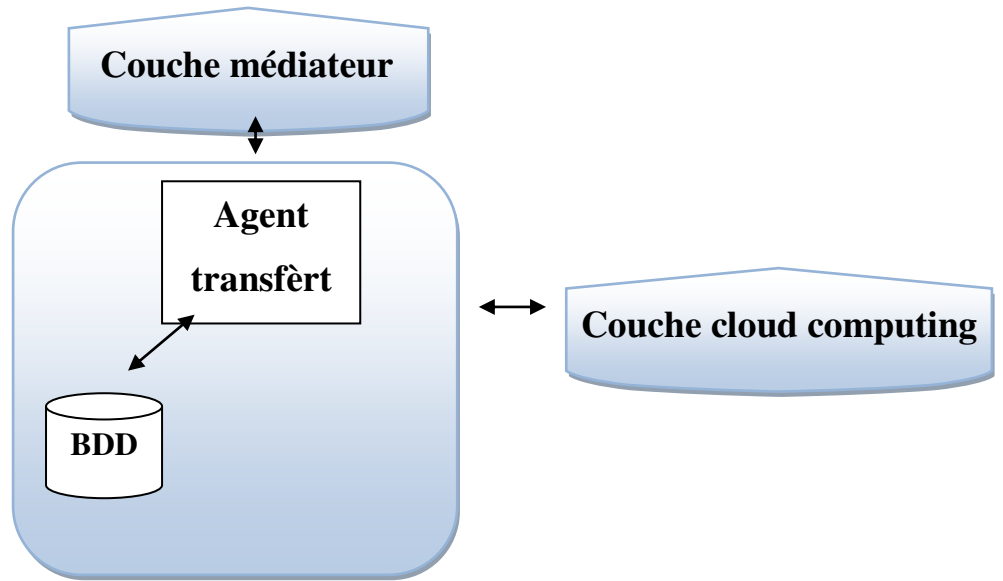 Couche médiateur
Agent
transfèrt
Couche cloud computing
BDD